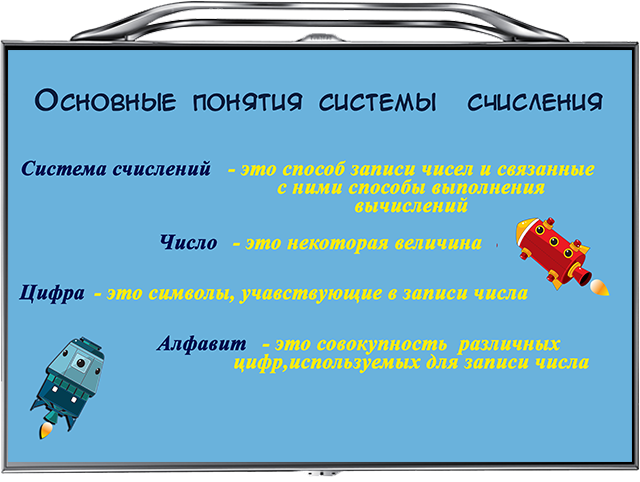 Основные понятия системы счисления
Система счислений - это способ записи чисел и связанные
с ними способы выполнения
вычислений
Число - это некоторая величина
Цифра - это символы, учавствующие в записи числа
Алфавит - это совокупность различных
цифр,используемых для записи числа